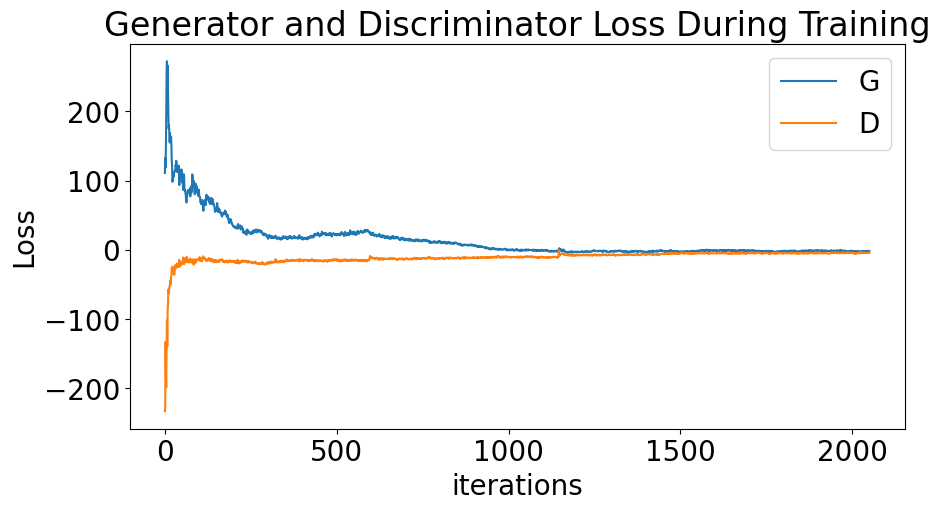 Generator and Discriminator Loss During Training
G
D
Loss
200
100
0
−100
−200
0 500 1000 1500 2000
iterations